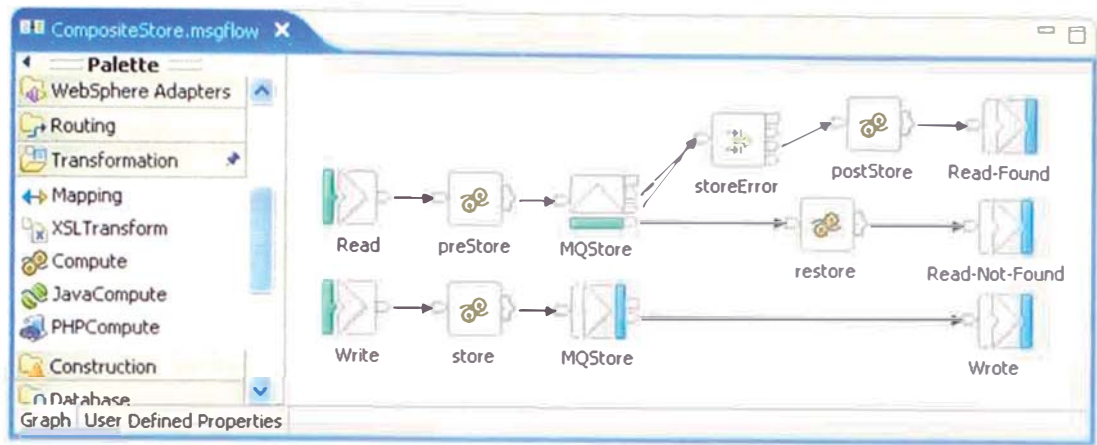 CompositeStore.msgflow
Palette
WebSphere Adapters
Routing
Transformation
Mapping
XSLTransform
Compute
JavaCompute
PHPCompute
Construction
Database
Graph User Defined Properties
storeError
postStore
Read-Found
Read
preStore
MQStore
restore
Read-Not-Found
Write
store
MQStore
Wrote